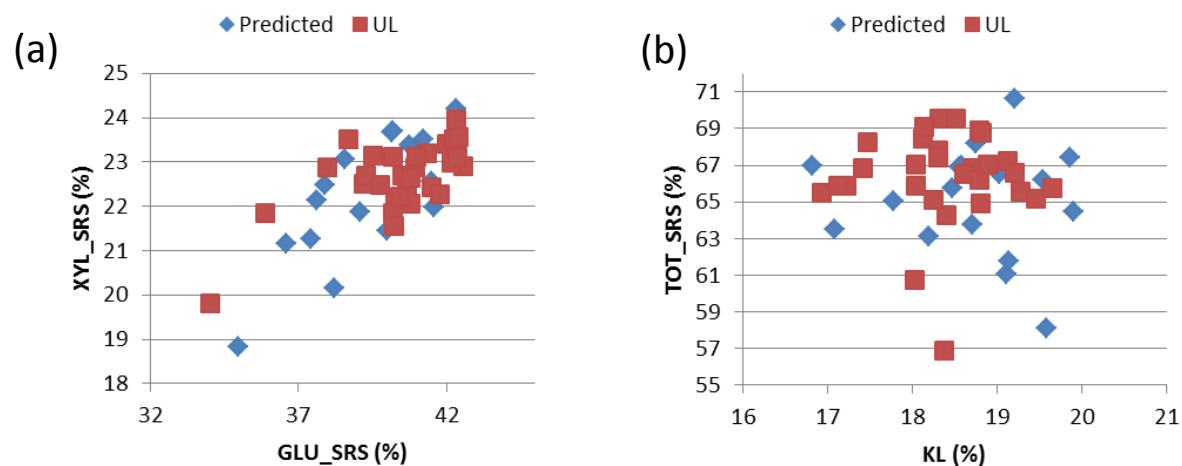 (a)
Predicted UL
XYL_SRS (%)
25
24
23
22
21
20
19
18
32 37 42
GLU_SRS (%)
(b)
Predicted UL
TOT_SRS (%)
71
69
67
65
63
61
59
57
55
16 17 18 19 20 21
KL (%)